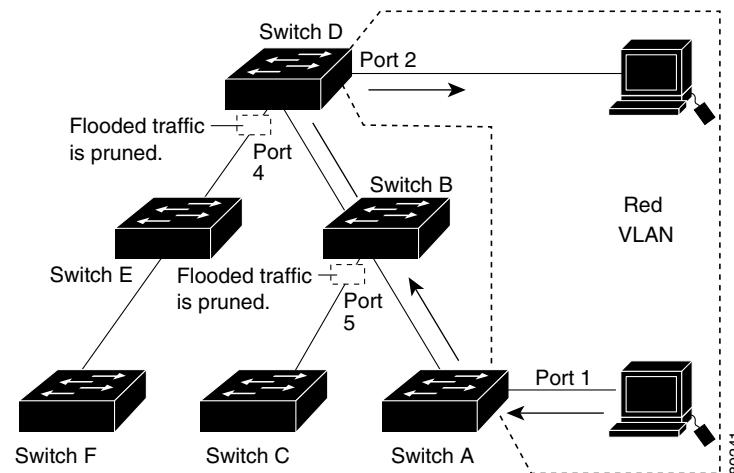 Switch D
Port 2
Flooded traffic
is pruned.
Port
4
Switch B
Red
VLAN
Switch E
Flooded traffic
is pruned.
Port
5
Port 1
Switch F
Switch C
Switch A